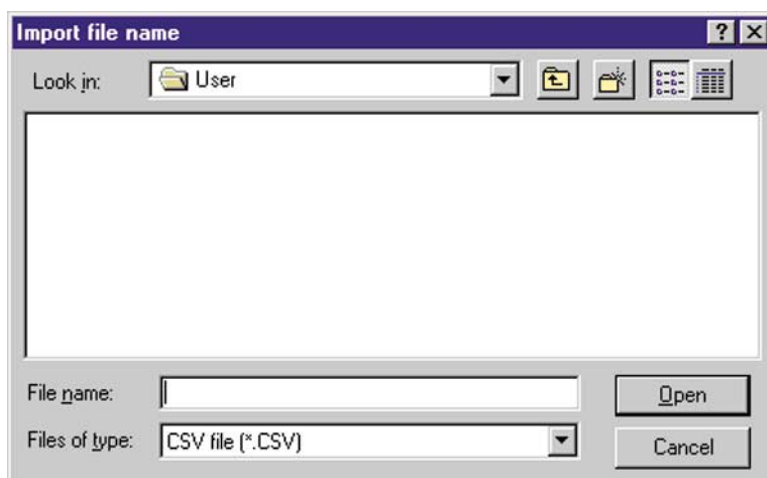 Import file name
Look in: User
File name:
Open
Files of type: CSV file (*.CSV)
Cancel